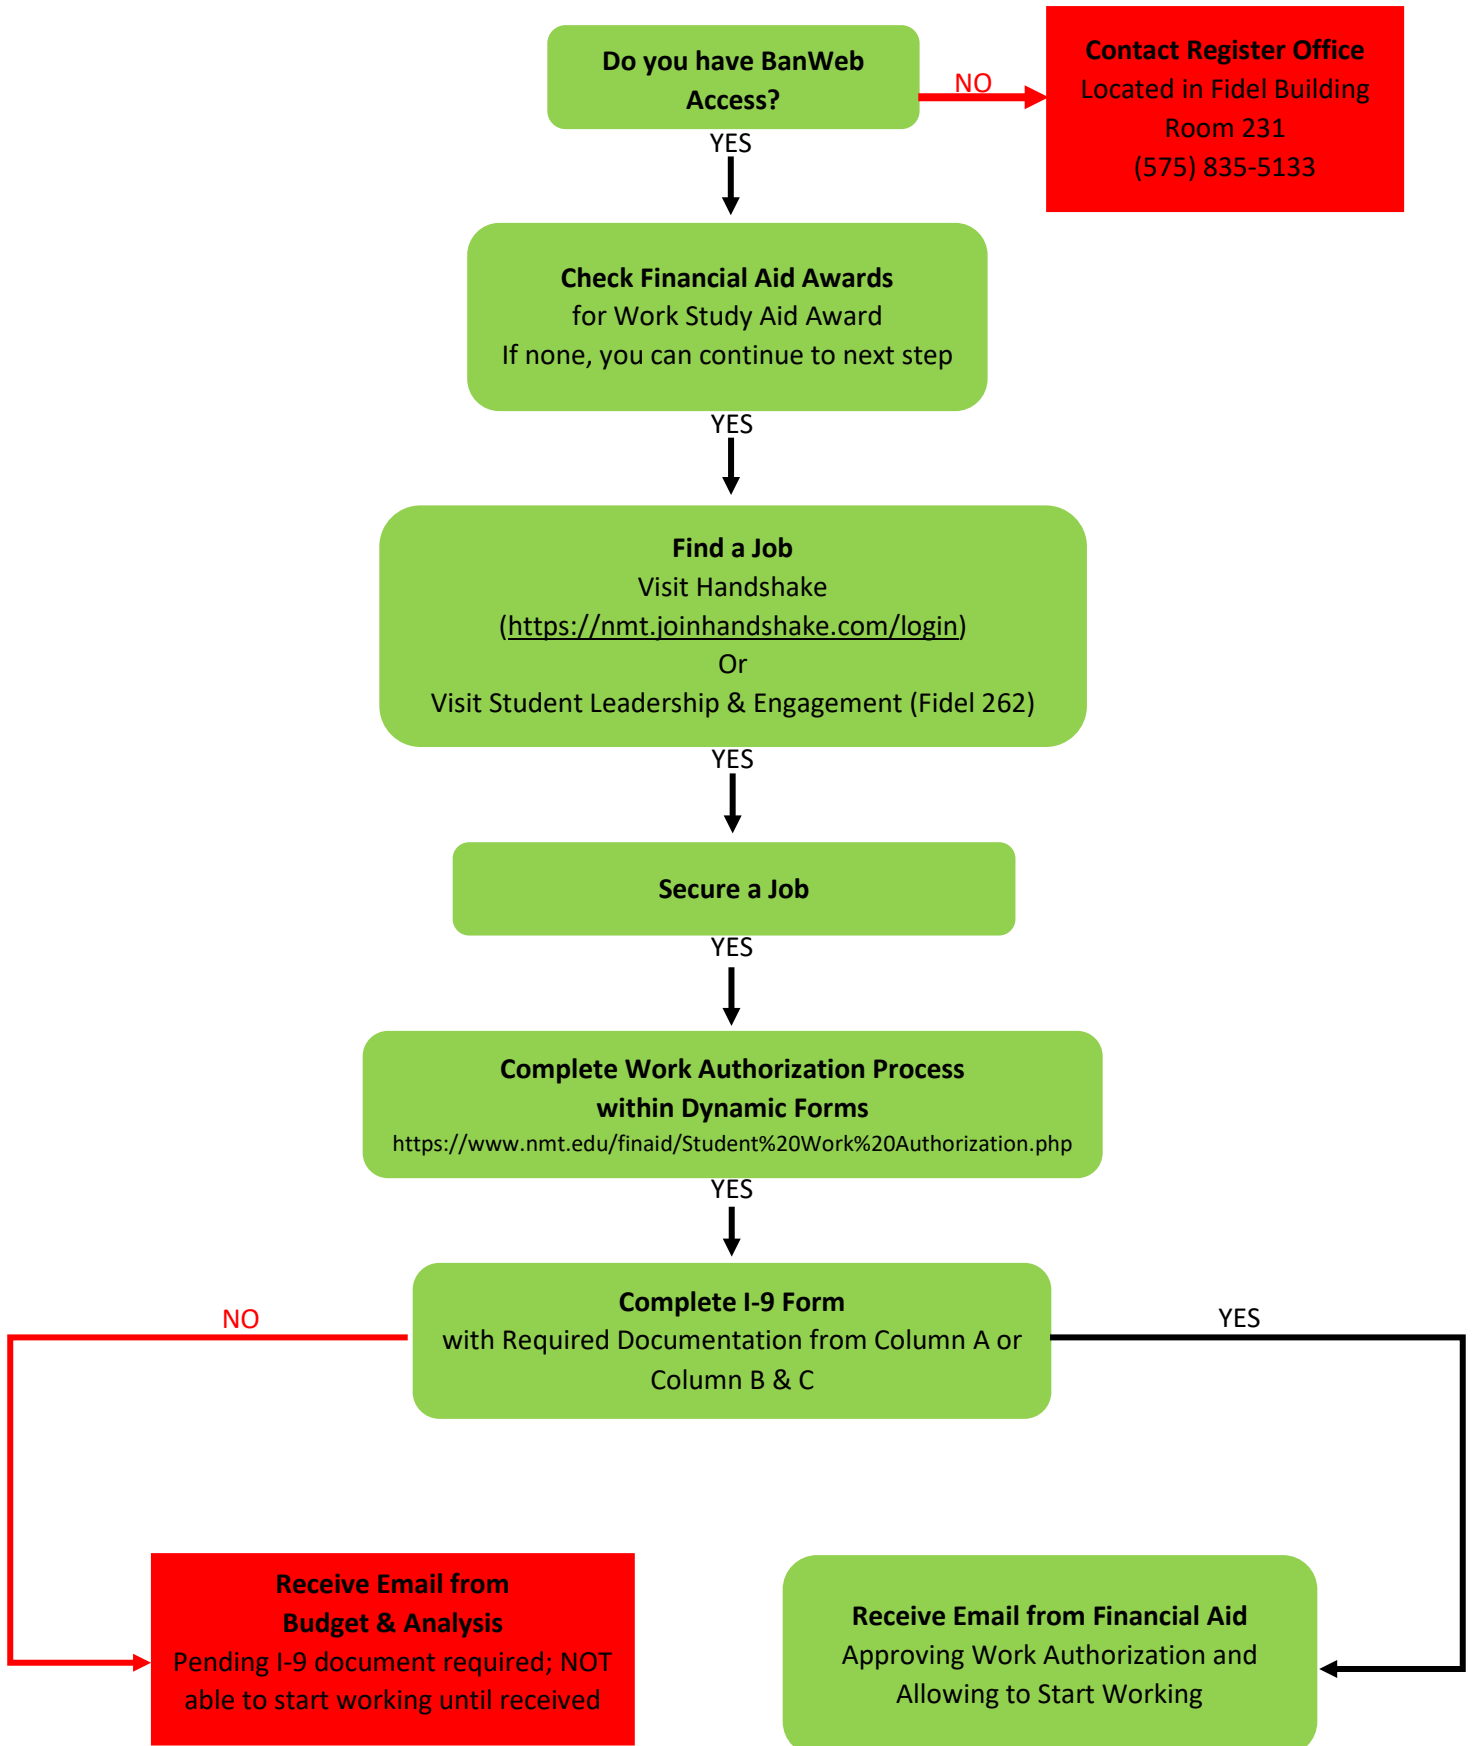 Do you have BanWeb
Access?
NO
Contact Register Office
Located in Fidel Building
Room 231
(575) 835-5133
YES
Check Financial Aid Awards
for Work Study Aid Award
If none, you can continue to next step
YES
Find a Job
Visit Handshake
(https://nmt.joinhandshake.com/login)
Or
Visit Student Leadership & Engagement (Fidel 262)
YES
Secure a Job
YES
Complete Work Authorization Process
within Dynamic Forms
https://www.nmt.edu/finaid/Student%20Work%20Authorization.php
YES
Complete I-9 Form
with Required Documentation from Column A or
Column B & C
NO
YES
Receive Email from
Budget & Analysis
Pending I-9 document required; NOT
able to start working until received
Receive Email from Financial Aid
Approving Work Authorization and
Allowing to Start Working